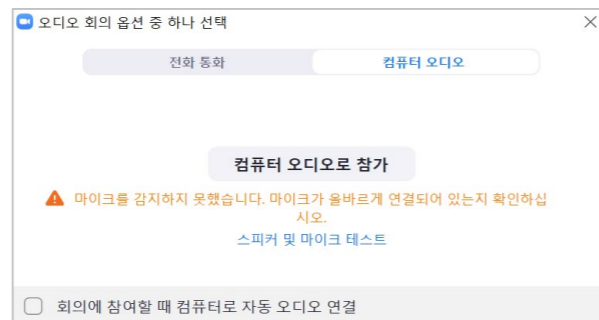 오디오 회의 옵션 중 하나 선택
전화 통화
컴퓨터 오디오
컴퓨터 오디오로 참가
마이크를 감지하지 못했습니다. 마이크가 올바르게 연결되어 있는지 확인하십
시오.
스피커 및 마이크 테스트
회의에 참여할 때 컴퓨터로 자동 오디오 연결